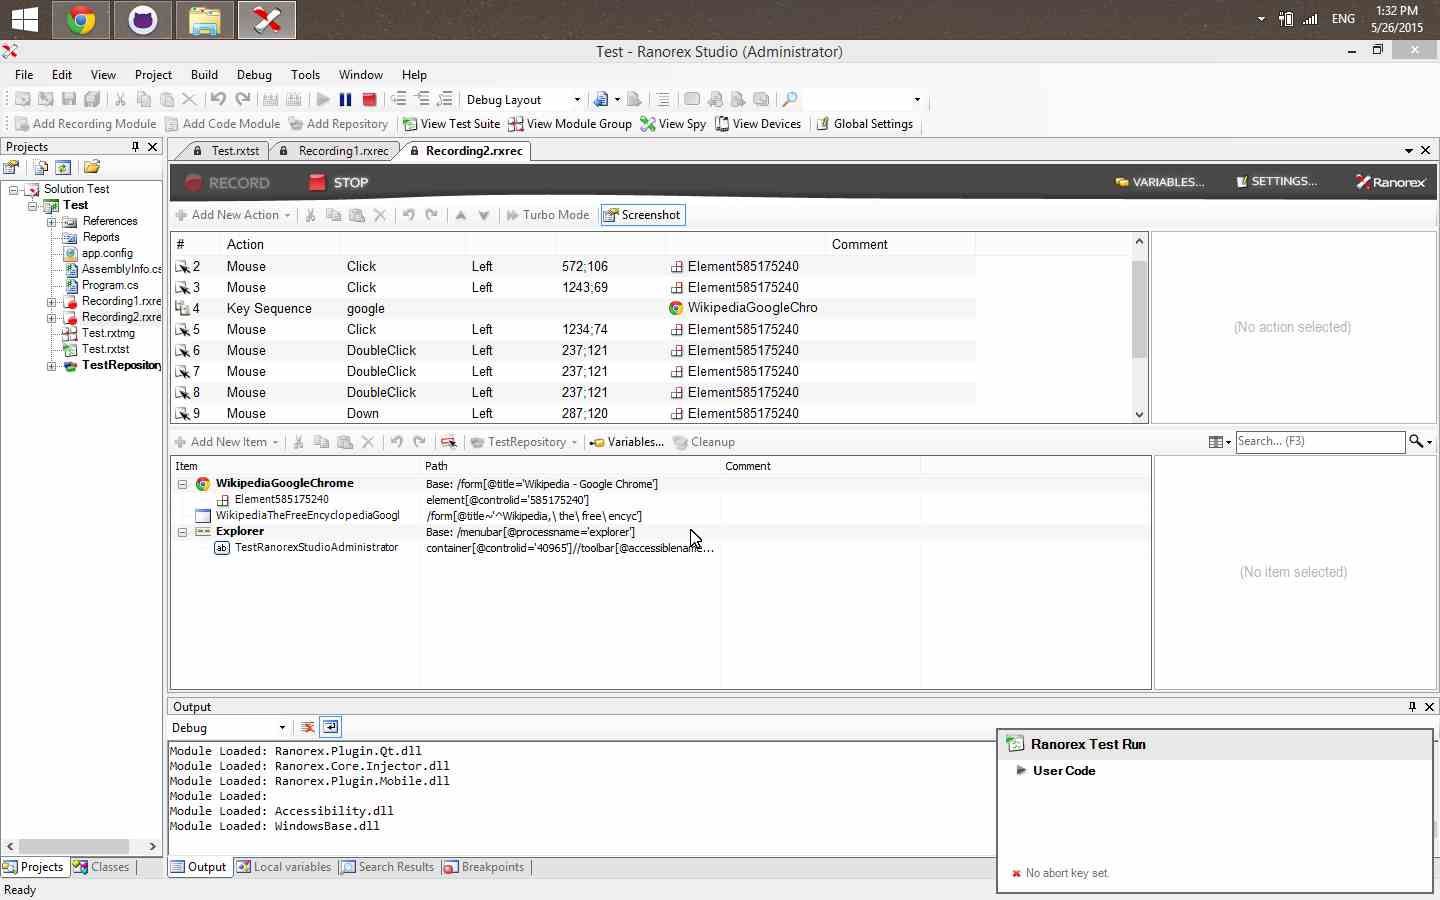 1:32 PM
ENG
5/26/2015
Test - Ranorex Studio (Administrator)
File Edit View Project Build Debug Tools Window Help
Debug Layout
Add Recording Module Add Code Module Add Repository View Test Suite View Module Group View Spy View Devices Global Settings
Projects
Test.rxtst Recording1.rxrec Recording2.rxrec
RECORD STOP VARIABLES... SETTINGS... Ranorex
Solution Test
Test
References
Reports
app.config
AssemblyInfo.cs
Program.cs
Recording1.rxre
Recording2.rxre
Test.rxtmg
Test.rxtst
TestRepository
Add New Action Turbo Mode Screenshot
# Action Comment
2 Mouse Click Left 572;106 Element585175240
3 Mouse Click Left 1243;69 Element585175240
4 Key Sequence google WikipediaGoogleChro
5 Mouse Click Left 1234;74 Element585175240
6 Mouse DoubleClick Left 237;121 Element585175240
7 Mouse DoubleClick Left 237;121 Element585175240
8 Mouse DoubleClick Left 237;121 Element585175240
9 Mouse Down Left 287;120 Element585175240
(No action selected)
Add New Item TestRepository Variables... Cleanup Search... (F3)
Item Path Comment
WikipediaGoogleChrome Base: /form[@title='Wikipedia - Google Chrome']
Element585175240 element[@controlid='585175240']
WikipediaTheFreeEncyclopediaGoogl /form[@title~'^Wikipedia,\ the\ free\ encyc']
Explorer Base: /menubar[@processname='explorer']
ab TestRanorexStudioAdministrator container[@controlid='40965']//toolbar[@accessiblename...
(No item selected)
Output
Debug
Module Loaded: Ranorex.Plugin.Qt.dll
Module Loaded: Ranorex.Core.Injector.dll
Module Loaded: Ranorex.Plugin.Mobile.dll
Module Loaded:
Module Loaded: Accessibility.dll
Module Loaded: WindowsBase.dll
Ranorex Test Run
User Code
No abort key set.
Projects Classes
Output Local variables Search Results Breakpoints
Ready